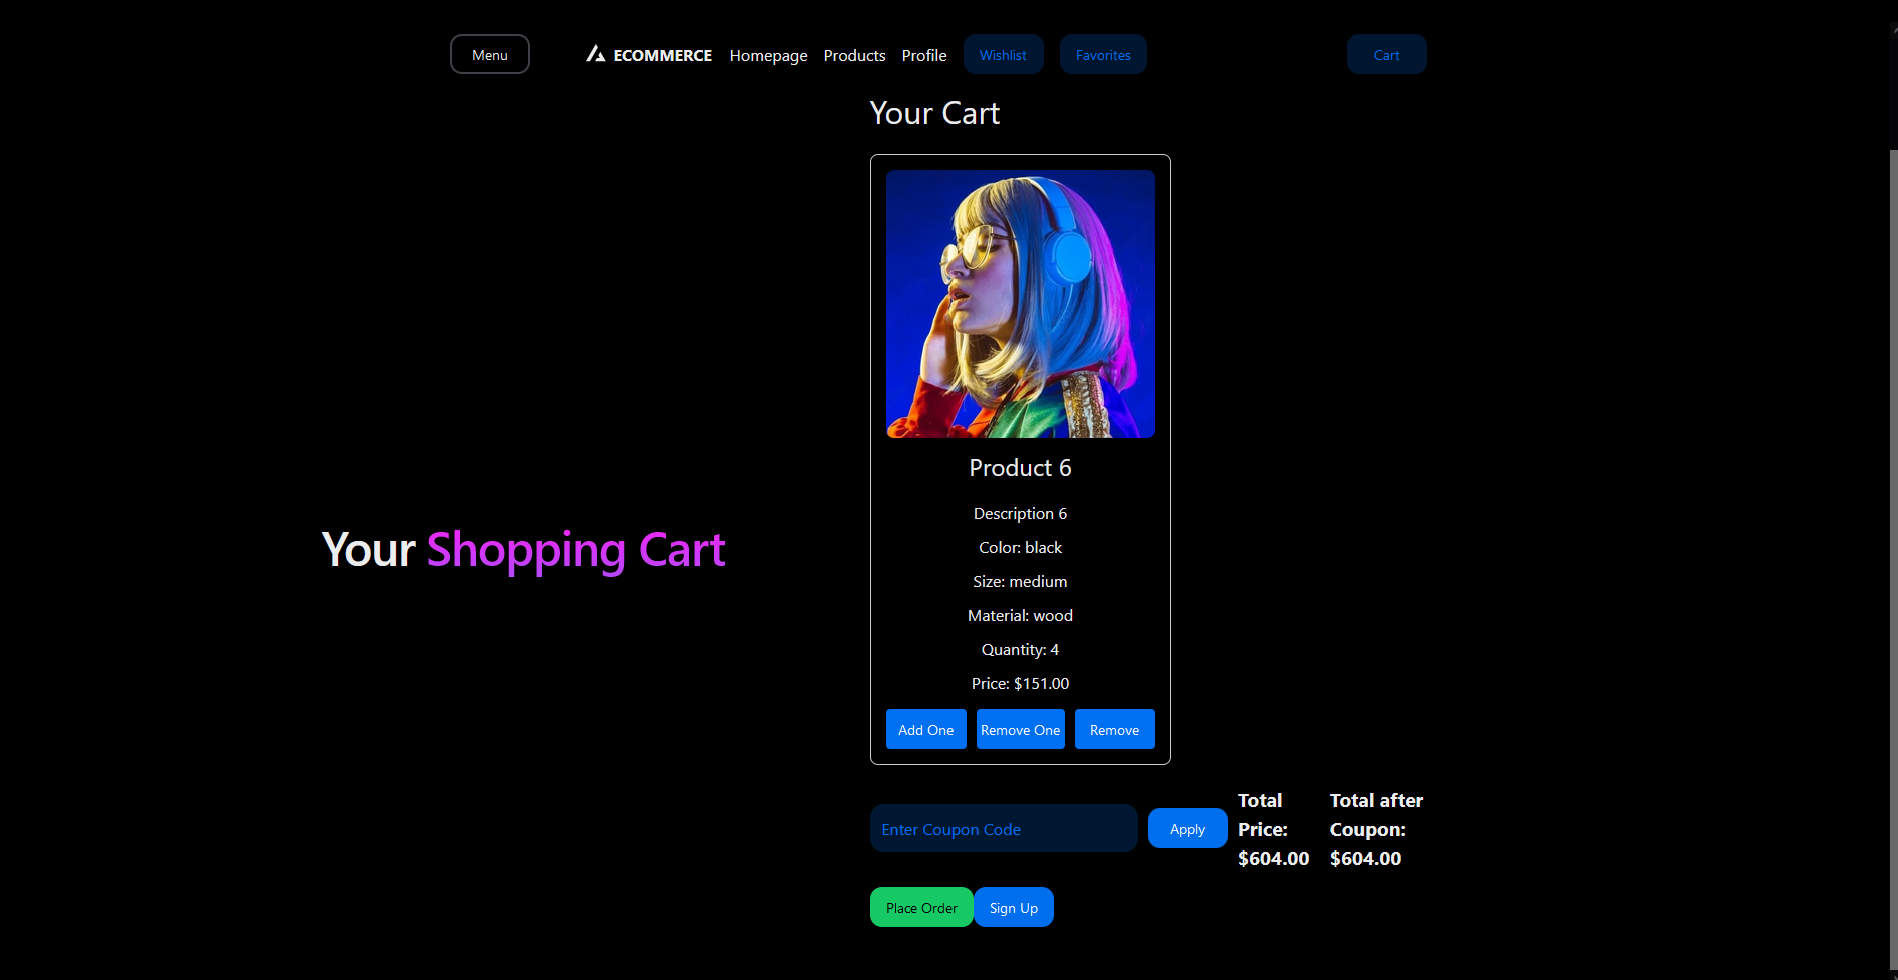 Menu
ECOMMERCE
Homepage
Products
Profile
Wishlist
Favorites
Cart
Your Cart
Your Shopping Cart
Product 6
Description 6
Color: black
Size: medium
Material: wood
Quantity: 4
Price: $151.00
Add One
Remove One
Remove
Enter Coupon Code
Apply
Total
Price:
$604.00
Total after
Coupon:
$604.00
Place Order
Sign Up